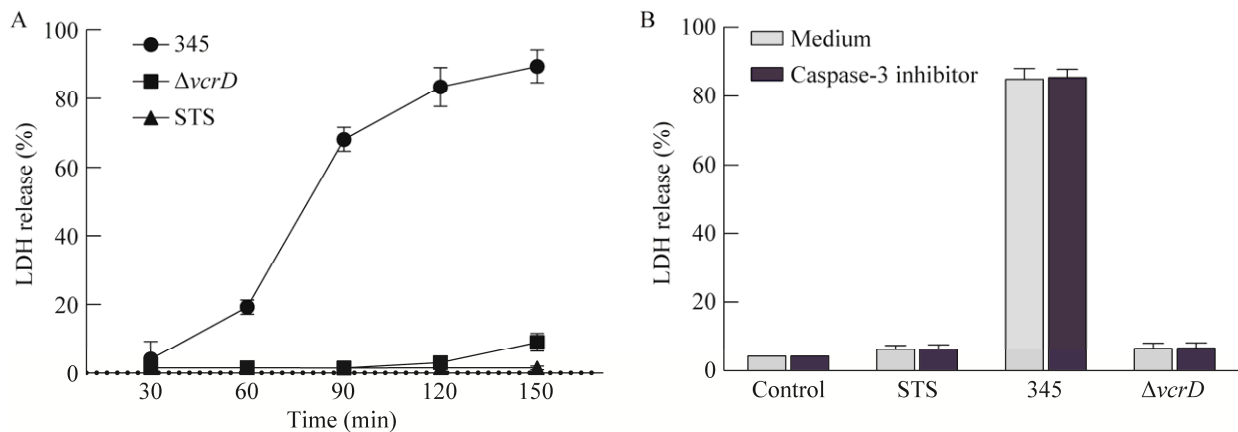 A
345
ΔvcrD
STS
LDH release (%)
100
80
60
40
20
0
30 60 90 120 150
Time (min)
B
Medium
Caspase-3 inhibitor
LDH release (%)
100
80
60
40
20
0
Control STS 345 ΔvcrD